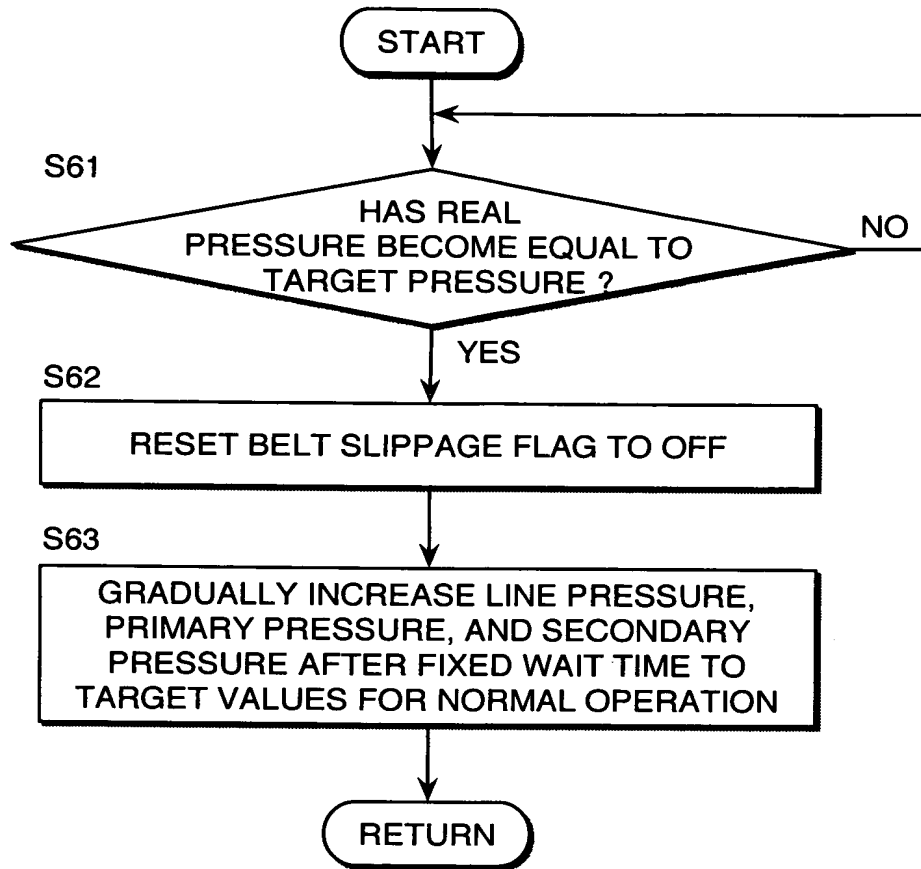 START
S61
HAS REAL
PRESSURE BECOME EQUAL TO
TARGET PRESSURE ?
NO
YES
S62
RESET BELT SLIPPAGE FLAG TO OFF
S63
GRADUALLY INCREASE LINE PRESSURE,
PRIMARY PRESSURE, AND SECONDARY
PRESSURE AFTER FIXED WAIT TIME TO
TARGET VALUES FOR NORMAL OPERATION
RETURN